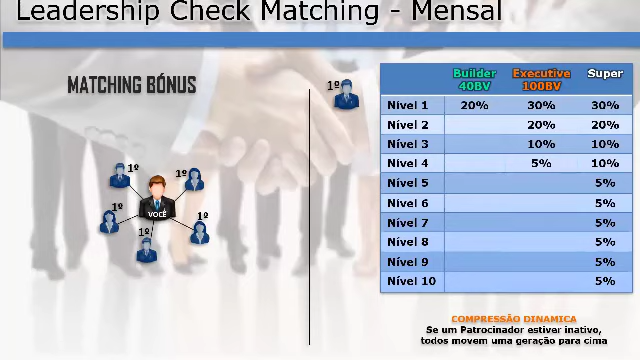 Leadership Check Matching - Mensal
MATCHING BÓNUS
1º
1º
1º
1º
1º
VOCÊ
1º
Builder Executive Super
40BV 100BV
Nível 1 20% 30% 30%
Nível 2 20% 20%
Nível 3 10% 10%
Nível 4 5% 10%
Nível 5 5%
Nível 6 5%
Nível 7 5%
Nível 8 5%
Nível 9 5%
Nível 10 5%
COMPRESSÃO DINAMICA
Se um Patrocinador estiver inativo,
todos movem uma geração para cima